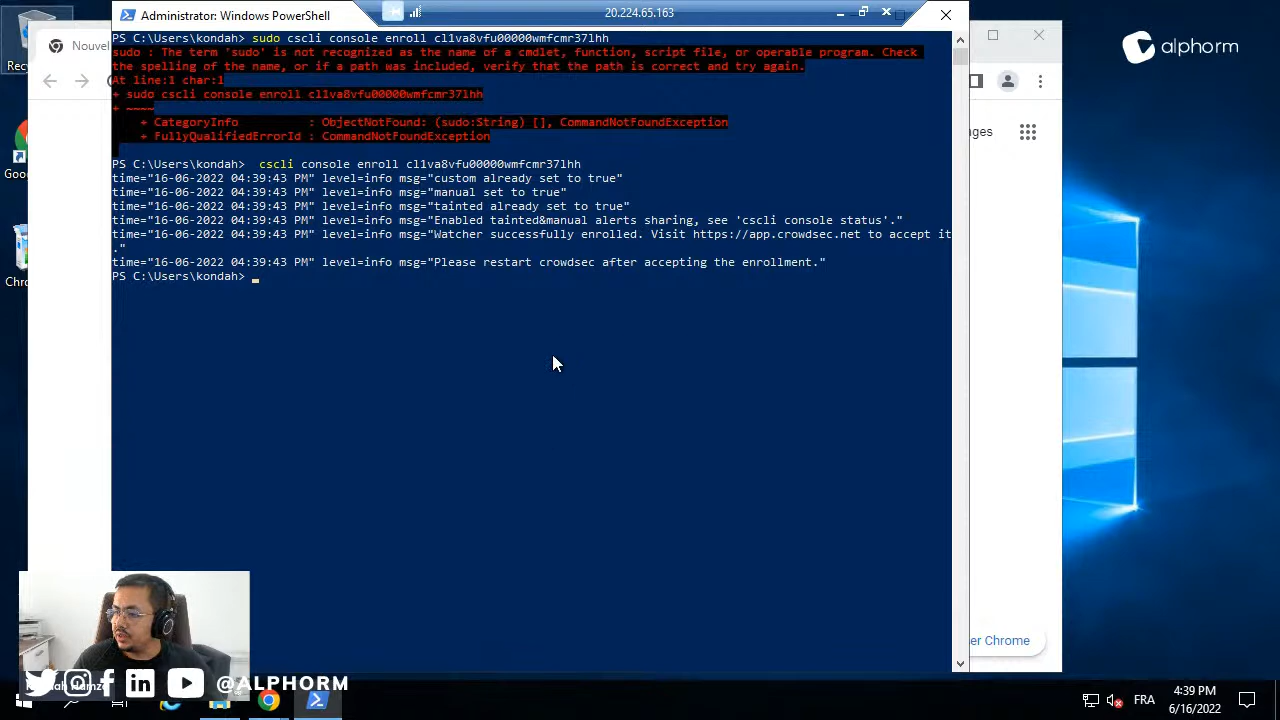 Administrator: Windows PowerShell
20.224.65.163
Nouvel
alphorm
PS C:\Users\kondah> sudo cscli console enroll cl1va8vfu00000wmfcmr37lhh
sudo : The term 'sudo' is not recognized as the name of a cmdlet, function, script file, or operable program. Check
the spelling of the name, or if a path was included, verify that the path is correct and try again.
At line:1 char:1
+ sudo cscli console enroll cl1va8vfu00000wmfcmr37lhh
+ ~~~~
+ CategoryInfo : ObjectNotFound: (sudo:String) [], CommandNotFoundException
+ FullyQualifiedErrorId : CommandNotFoundException
PS C:\Users\kondah>  cscli console enroll cl1va8vfu00000wmfcmr37lhh
time="16-06-2022 04:39:43 PM" level=info msg="custom already set to true"
time="16-06-2022 04:39:43 PM" level=info msg="manual set to true"
time="16-06-2022 04:39:43 PM" level=info msg="tainted already set to true"
time="16-06-2022 04:39:43 PM" level=info msg="Enabled tainted&manual alerts sharing, see 'cscli console status'."
time="16-06-2022 04:39:43 PM" level=info msg="Watcher successfully enrolled. Visit https://app.crowdsec.net to accept it
."
time="16-06-2022 04:39:43 PM" level=info msg="Please restart crowdsec after accepting the enrollment."
PS C:\Users\kondah>
Rec
Goo
Chro
ages
er Chrome
@ALPHORM
FRA
4:39 PM
6/16/2022